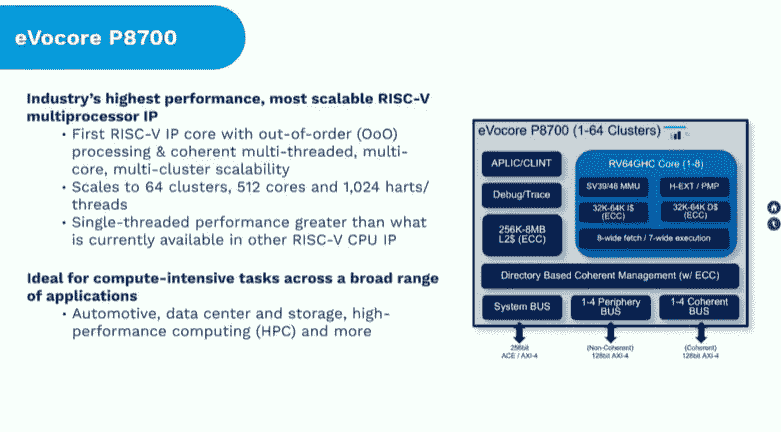 eVocore P8700
Industry's highest performance, most scalable RISC-V
multiprocessor IP
• First RISC-V IP core with out-of-order (OoO)
processing & coherent multi-threaded, multi-
core, multi-cluster scalability
• Scales to 64 clusters, 512 cores and 1,024 harts/
threads
• Single-threaded performance greater than what
is currently available in other RISC-V CPU IP
Ideal for compute-intensive tasks across a broad range
of applications
• Automotive, data center and storage, high-
performance computing (HPC) and more
eVocore P8700 (1-64 Clusters)
APLIC/CLINT
Debug/Trace
256K-8MB
L2$ (ECC)
RV64GHC Core (1-8)
SV39/48 MMU
H-EXT / PMP
32K-64K I$
(ECC)
32K-64K D$
(ECC)
8-wide fetch / 7-wide execution
Directory Based Coherent Management (w/ ECC)
System BUS
1-4 Periphery
BUS
1-4 Coherent
BUS
256bit
ACE / AXI-4
(Non-Coherent)
128bit AXI-4
(Coherent)
128bit AXI-4